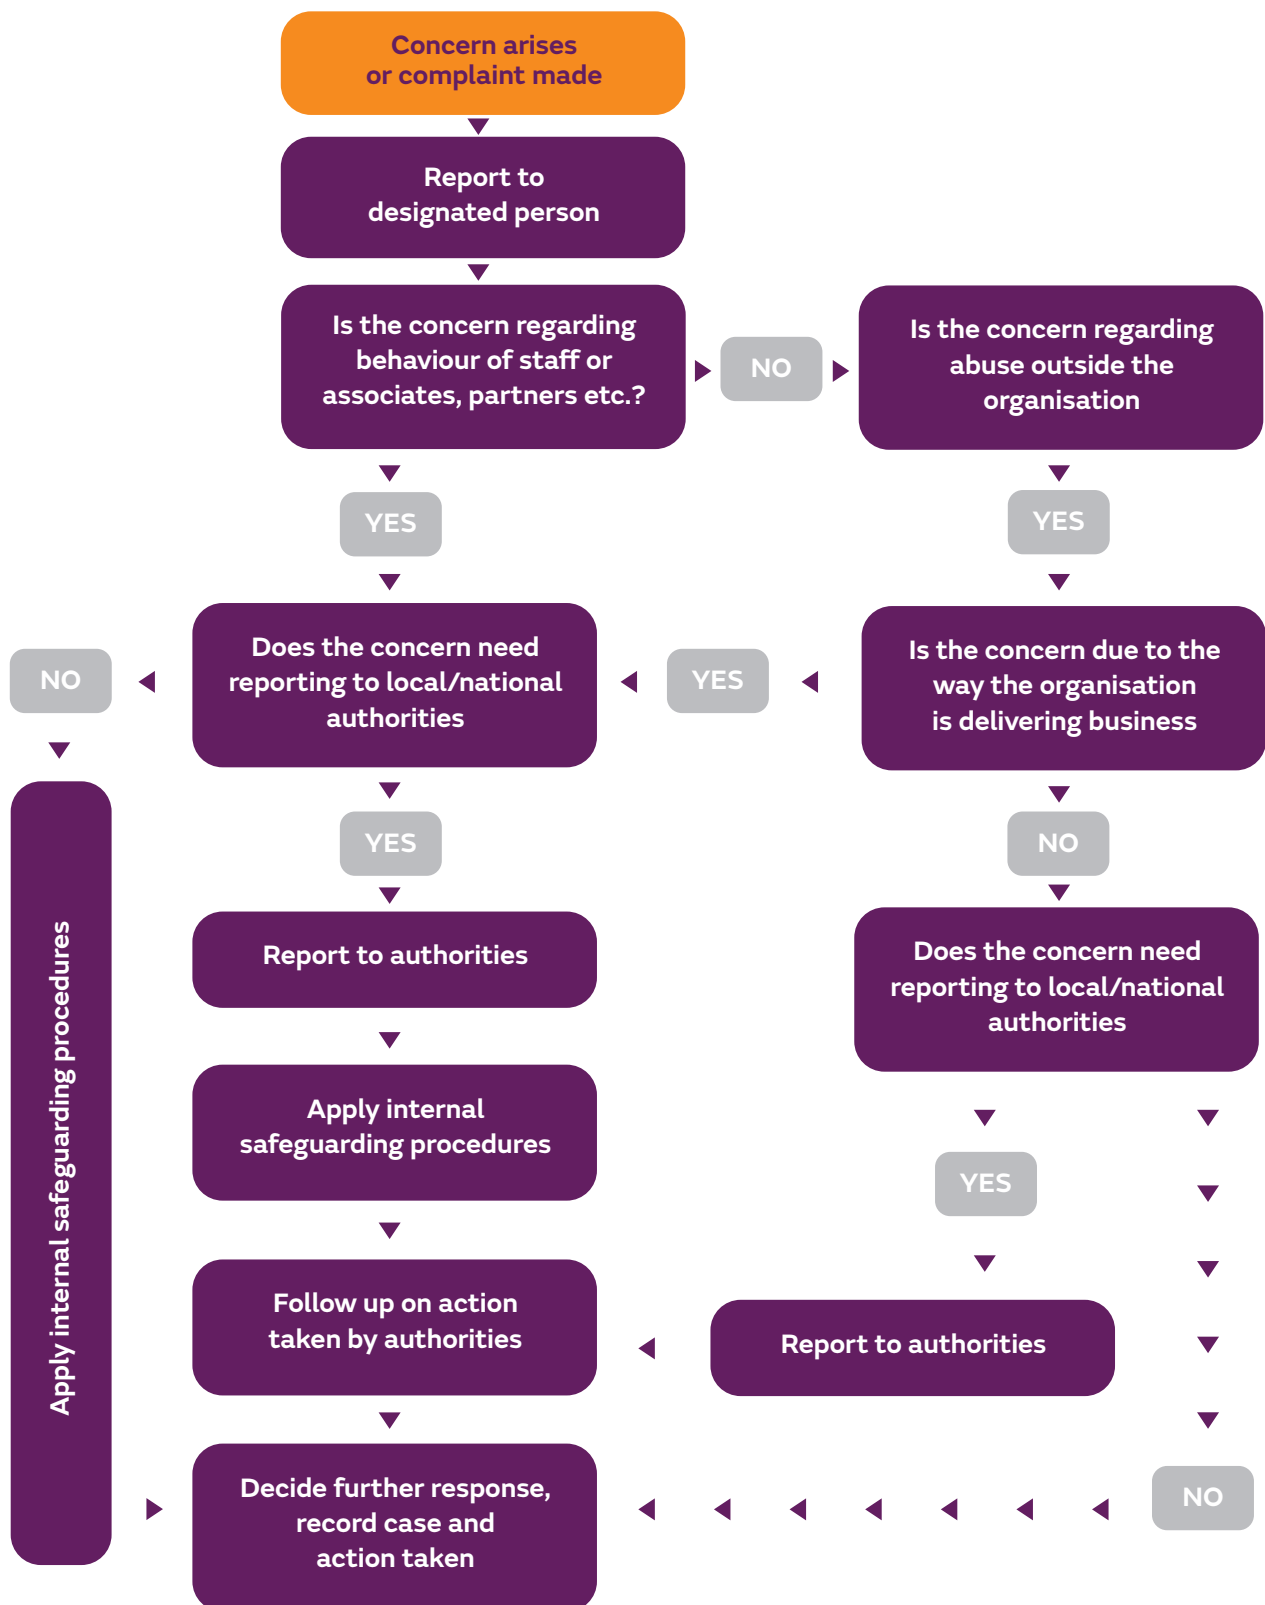 Concern arises
or complaint made
Report to
designated person
Is the concern regarding
behaviour of staff or
associates, partners etc.?
NO
Is the concern regarding
abuse outside the
organisation
YES
YES
Does the concern need
reporting to local/national
authorities
NO
YES
Is the concern due to the
way the organisation
is delivering business
YES
NO
Apply internal safeguarding procedures
Report to authorities
Does the concern need
reporting to local/national
authorities
Apply internal
safeguarding procedures
YES
Follow up on action
taken by authorities
Report to authorities
Decide further response,
record case and
action taken
NO